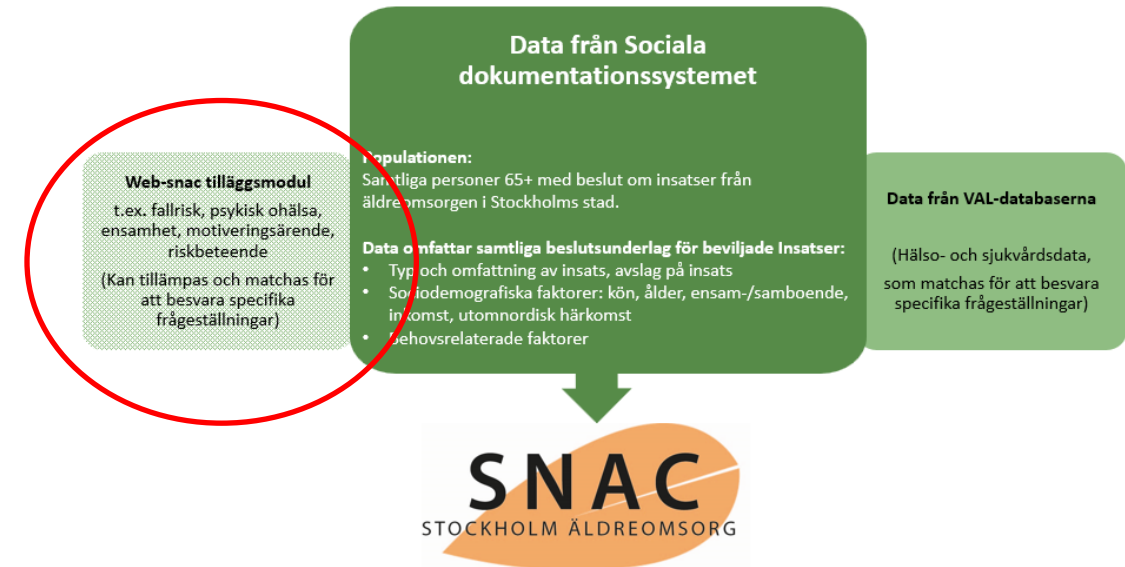 Data från Sociala
dokumentationssystemet
Populationen:
Samtliga personer 65+ med beslut om insatser från
äldreomsorgen i Stockholms stad.
Data omfattar samtliga beslutsunderlag för beviljade Insatser:
• Typ och omfattning av insats, avslag på insats
• Sociodemografiska faktorer: kön, ålder, ensam-/samboende,
inkomst, utomnordisk härkomst
• Behovsrelaterade faktorer
Web-snac tilläggsmodul
t.ex. fallrisk, psykisk ohälsa,
ensamhet, motiveringsärende,
riskbeteende
(Kan tillämpas och matchas för
att besvara specifika
frågeställningar)
Data från VAL-databaserna
(Hälso- och sjukvårdsdata,
som matchas för att besvara
specifika frågeställningar)
SNAC
STOCKHOLM ÄLDREOMSORG